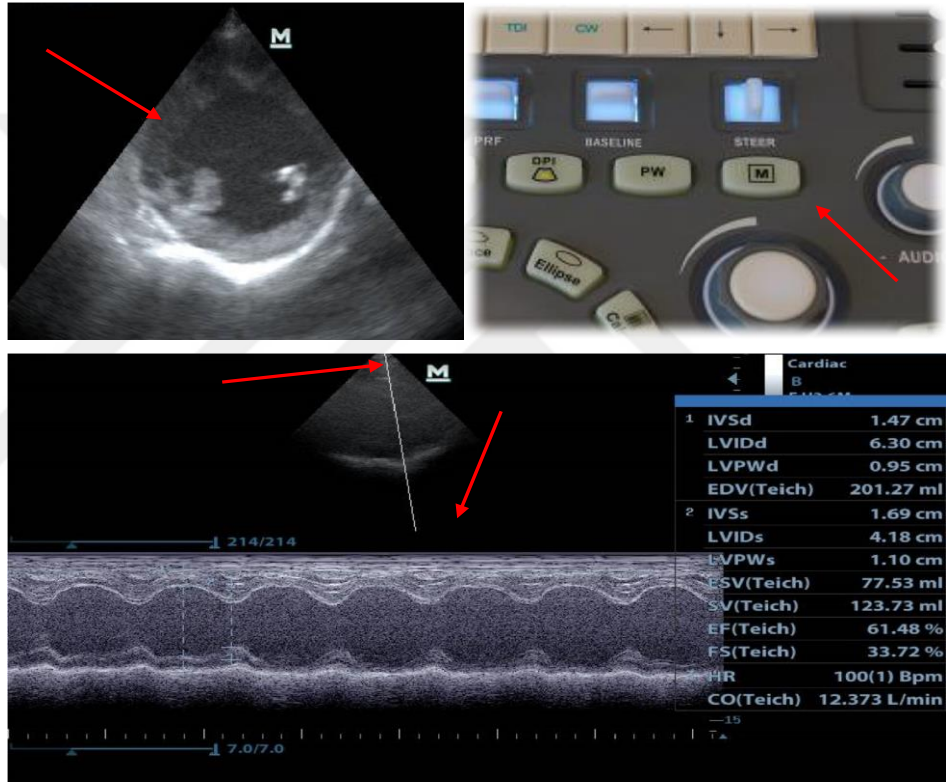 M
TDI
CW
PRF
BASELINE
STEER
DPI
PW
M
Ellipse
AUDI
M
Cardiac
B
1 IVSd 1.47 cm
LVIDd 6.30 cm
LVPWd 0.95 cm
EDV(Teich) 201.27 ml
2 IVSs 1.69 cm
LVIDs 4.18 cm
LVPWs 1.10 cm
ESV(Teich) 77.53 ml
SV(Teich) 123.73 ml
EF(Teich) 61.48 %
FS(Teich) 33.72 %
HR 100(1) Bpm
CO(Teich) 12.373 L/min
214/214
15
7.0/7.0